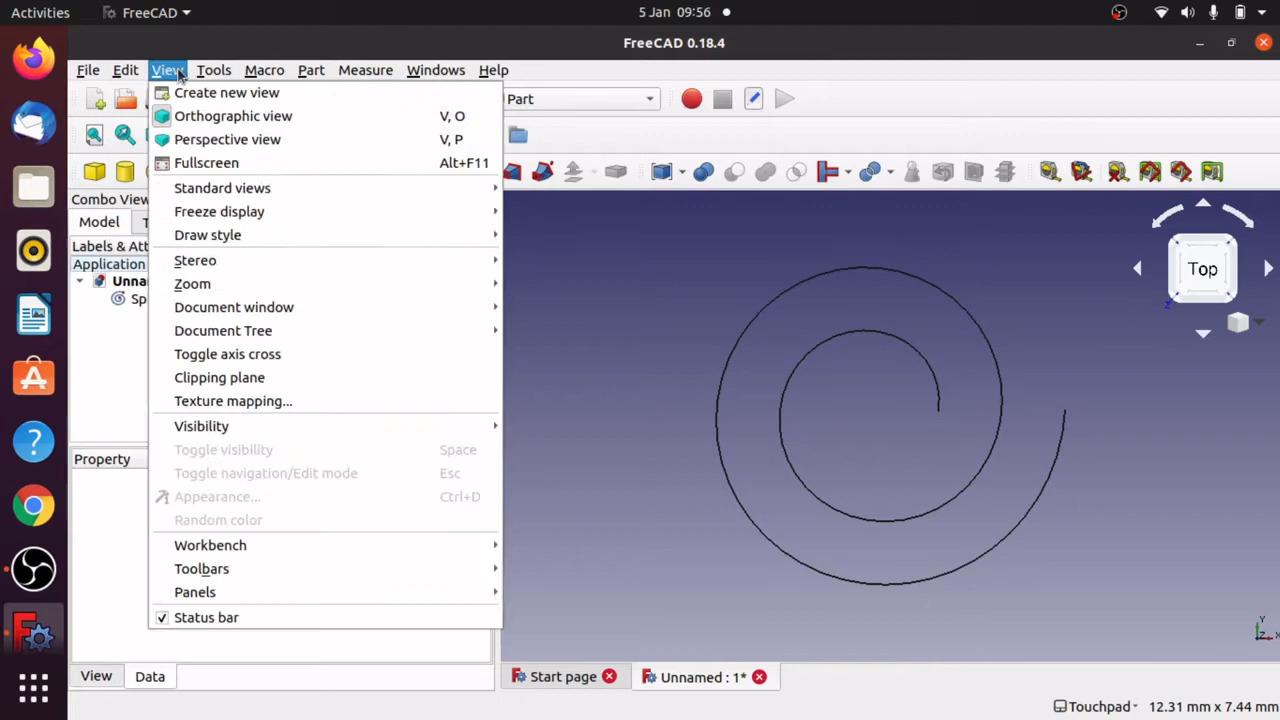 Activities
FreeCAD
5 Jan 09:56
FreeCAD 0.18.4
File Edit View Tools Macro Part Measure Windows Help
Create new view
Part
Orthographic view V, O
Perspective view V, P
Fullscreen Alt+F11
Combo View
Standard views
Model
Freeze display
Labels & Att
Draw style
Application
Stereo
Unna
Zoom
Sp
Document window
Document Tree
Toggle axis cross
Clipping plane
Texture mapping...
Visibility
Toggle visibility Space
Property
Toggle navigation/Edit mode Esc
Appearance... Ctrl+D
Random color
Workbench
Toolbars
Panels
Status bar
Top
Z
Y
Z
X
View Data
Start page
Unnamed : 1*
Touchpad
12.31 mm x 7.44 mm